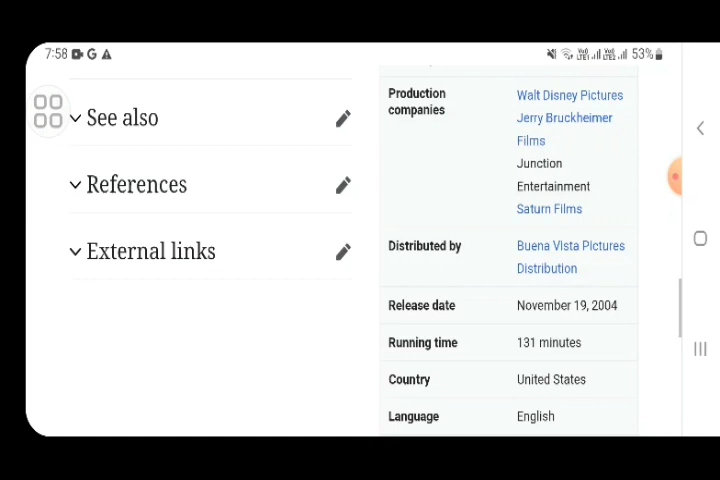 7:58
53%
See also
References
External links
Production
companies
Walt Disney Pictures
Jerry Bruckheimer
Films
Junction
Entertainment
Saturn Films
Distributed by
Buena Vista Pictures
Distribution
Release date
November 19, 2004
Running time
131 minutes
Country
United States
Language
English